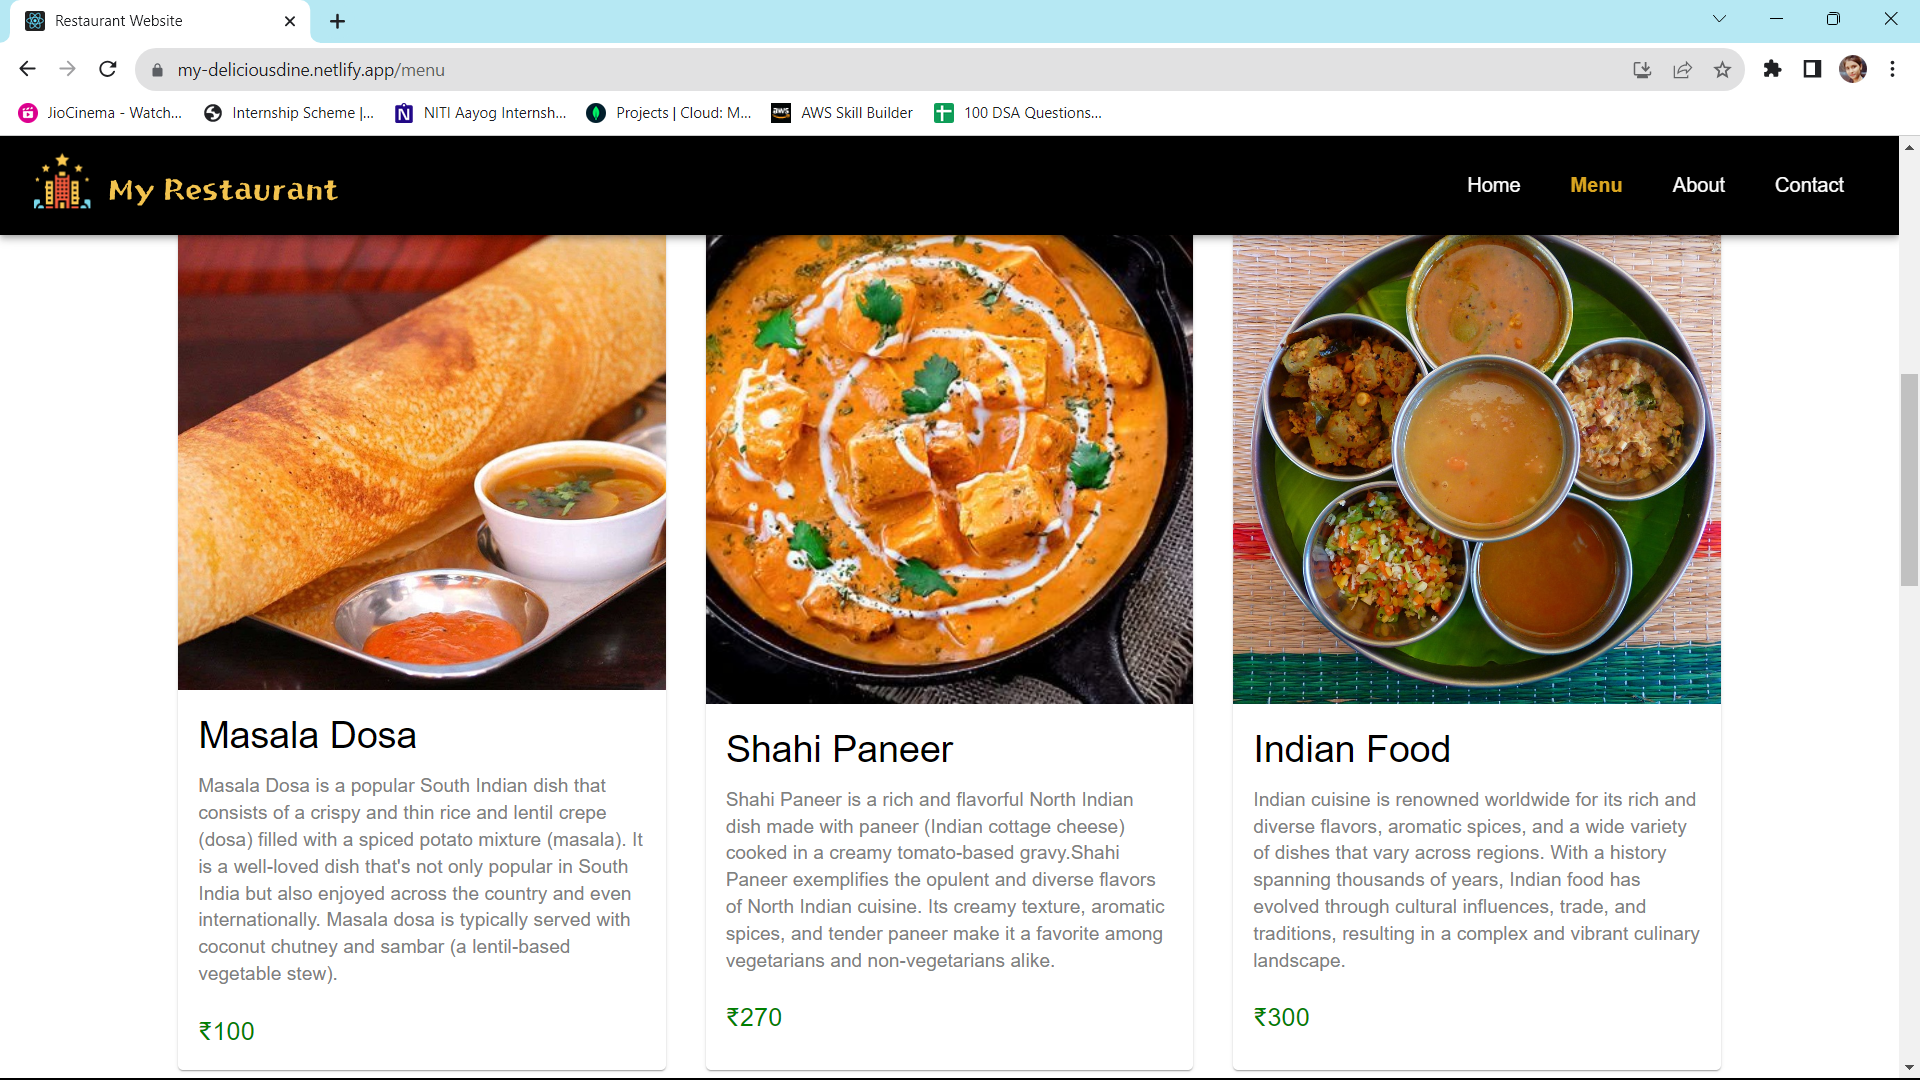 Restaurant Website
my-deliciousdine.netlify.app/menu
JioCinema - Watch...
Internship Scheme |...
N
NITI Aayog Internsh...
Projects | Cloud: M...
aws
AWS Skill Builder
100 DSA Questions...
My Restaurant
Home
Menu
About
Contact
Masala Dosa
Masala Dosa is a popular South Indian dish that
consists of a crispy and thin rice and lentil crepe
(dosa) filled with a spiced potato mixture (masala). It
is a well-loved dish that's not only popular in South
India but also enjoyed across the country and even
internationally. Masala dosa is typically served with
coconut chutney and sambar (a lentil-based
vegetable stew).
₹100
Shahi Paneer
Shahi Paneer is a rich and flavorful North Indian
dish made with paneer (Indian cottage cheese)
cooked in a creamy tomato-based gravy.Shahi
Paneer exemplifies the opulent and diverse flavors
of North Indian cuisine. Its creamy texture, aromatic
spices, and tender paneer make it a favorite among
vegetarians and non-vegetarians alike.
₹270
Indian Food
Indian cuisine is renowned worldwide for its rich and
diverse flavors, aromatic spices, and a wide variety
of dishes that vary across regions. With a history
spanning thousands of years, Indian food has
evolved through cultural influences, trade, and
traditions, resulting in a complex and vibrant culinary
landscape.
₹300